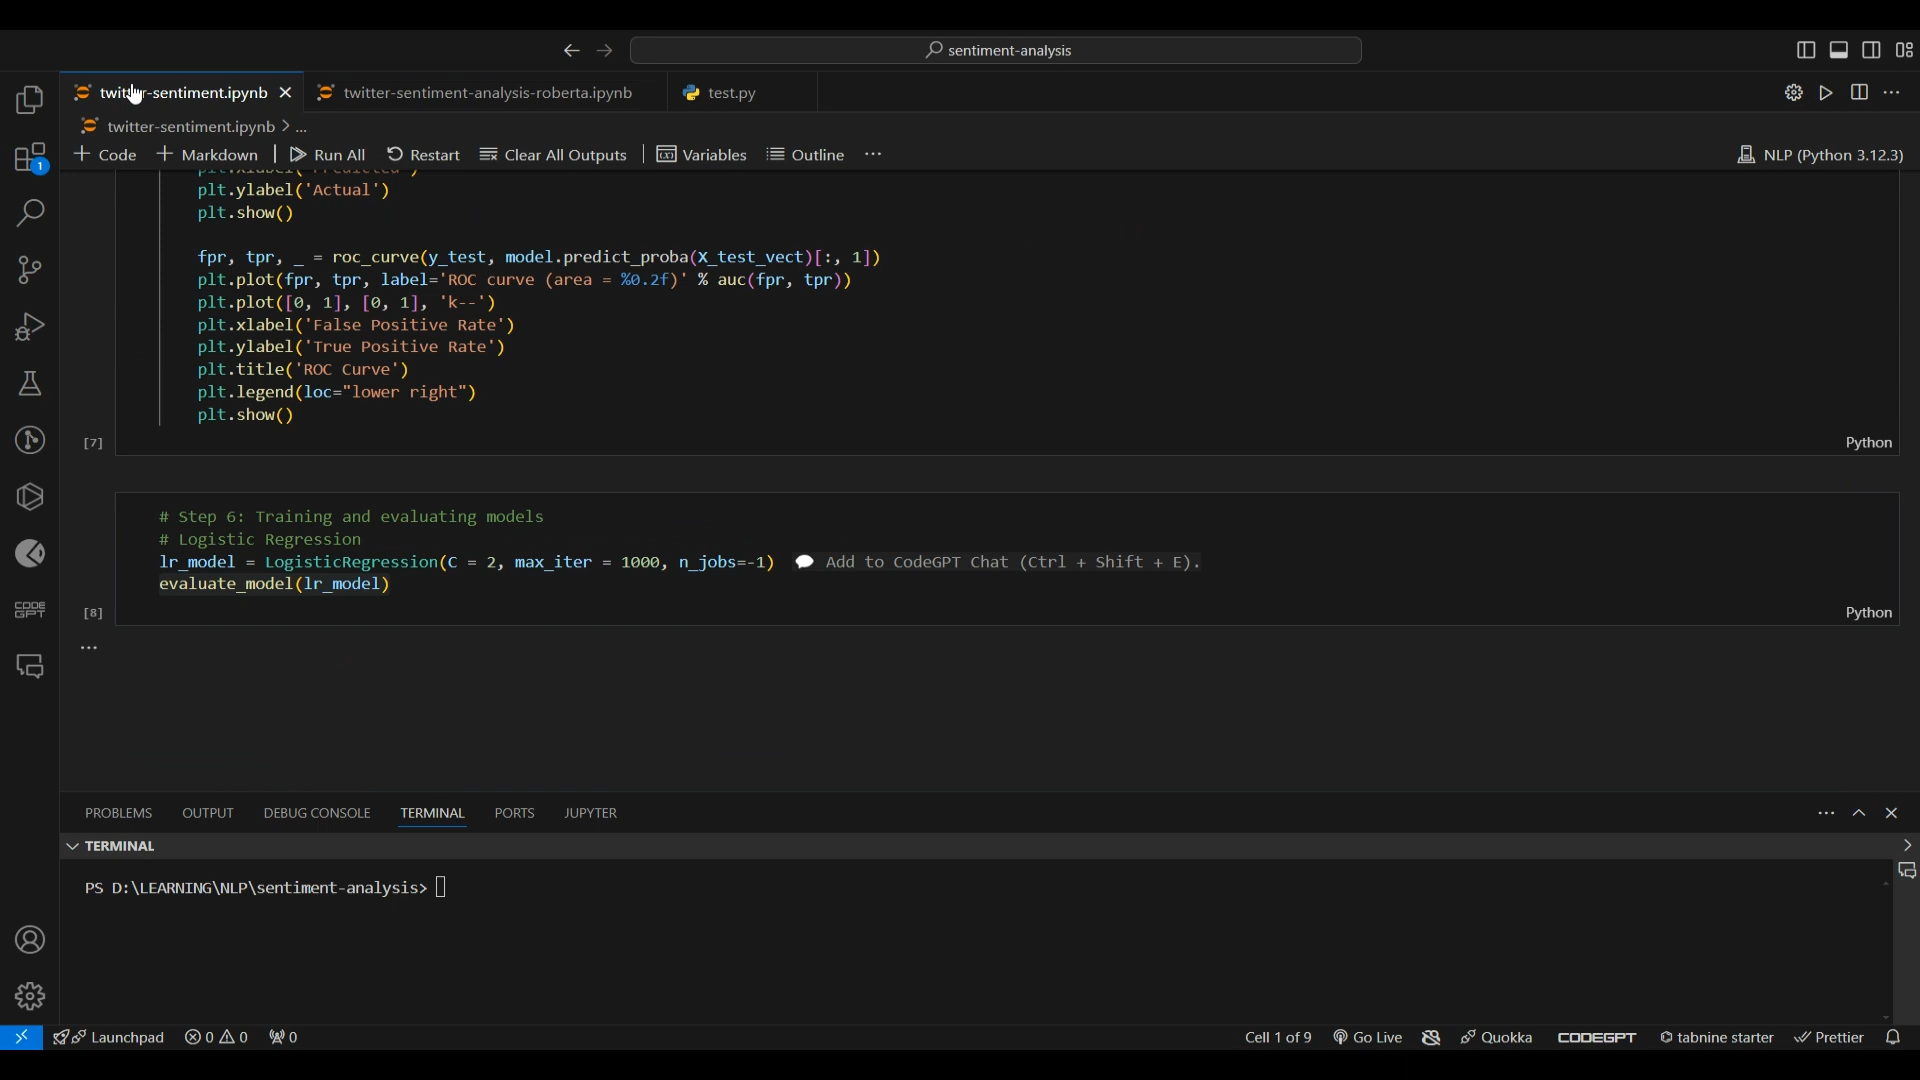 sentiment-analysis
twitter-sentiment.ipynb
twitter-sentiment-analysis-roberta.ipynb
test.py
twitter-sentiment.ipynb > ...
1
+ Code + Markdown | Run All Restart Clear All Outputs | Variables Outline ...
NLP (Python 3.12.3)
plt.xlabel('Predicted')
plt.ylabel('Actual')
plt.show()
fpr, tpr, _ = roc_curve(y_test, model.predict_proba(X_test_vect)[:, 1])
plt.plot(fpr, tpr, label='ROC curve (area = %0.2f)' % auc(fpr, tpr))
plt.plot([0, 1], [0, 1], 'k--')
plt.xlabel('False Positive Rate')
plt.ylabel('True Positive Rate')
plt.title('ROC Curve')
plt.legend(loc="lower right")
plt.show()
[7]
Python
# Step 6: Training and evaluating models
# Logistic Regression
lr_model = LogisticRegression(C = 2, max_iter = 1000, n_jobs=-1) Add to CodeGPT Chat (Ctrl + Shift + E).
evaluate_model(lr_model)
[8]
Python
...
CODE
GPT
PROBLEMS OUTPUT DEBUG CONSOLE TERMINAL PORTS JUPYTER
TERMINAL
PS D:\LEARNING\NLP\sentiment-analysis>
Launchpad 0 0 0
Cell 1 of 9 Go Live Quokka CODEGPT tabnine starter Prettier